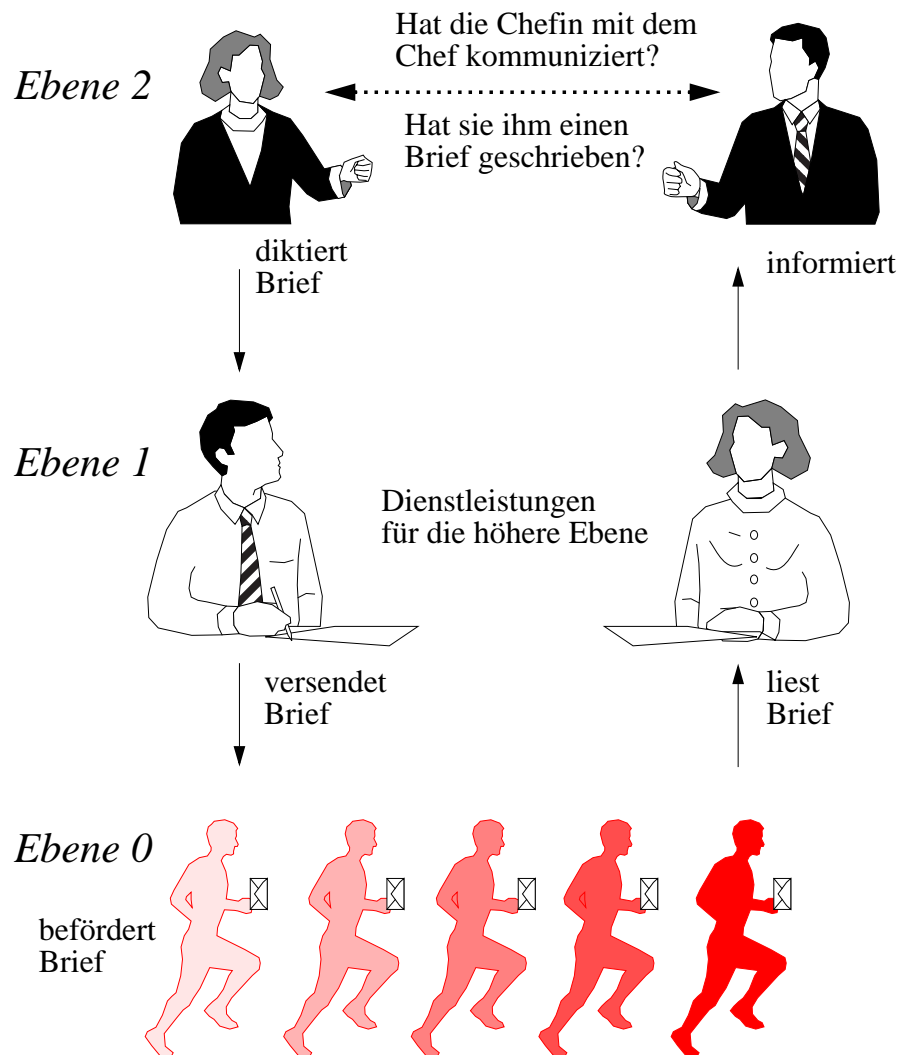 Hat die Chefin mit dem
Chef kommuniziert?
Ebene 2
Hat sie ihm einen
Brief geschrieben?
diktiert
Brief
informiert
Ebene 1
Dienstleistungen
für die höhere Ebene
versendet
Brief
liest
Brief
Ebene 0
befördert
Brief